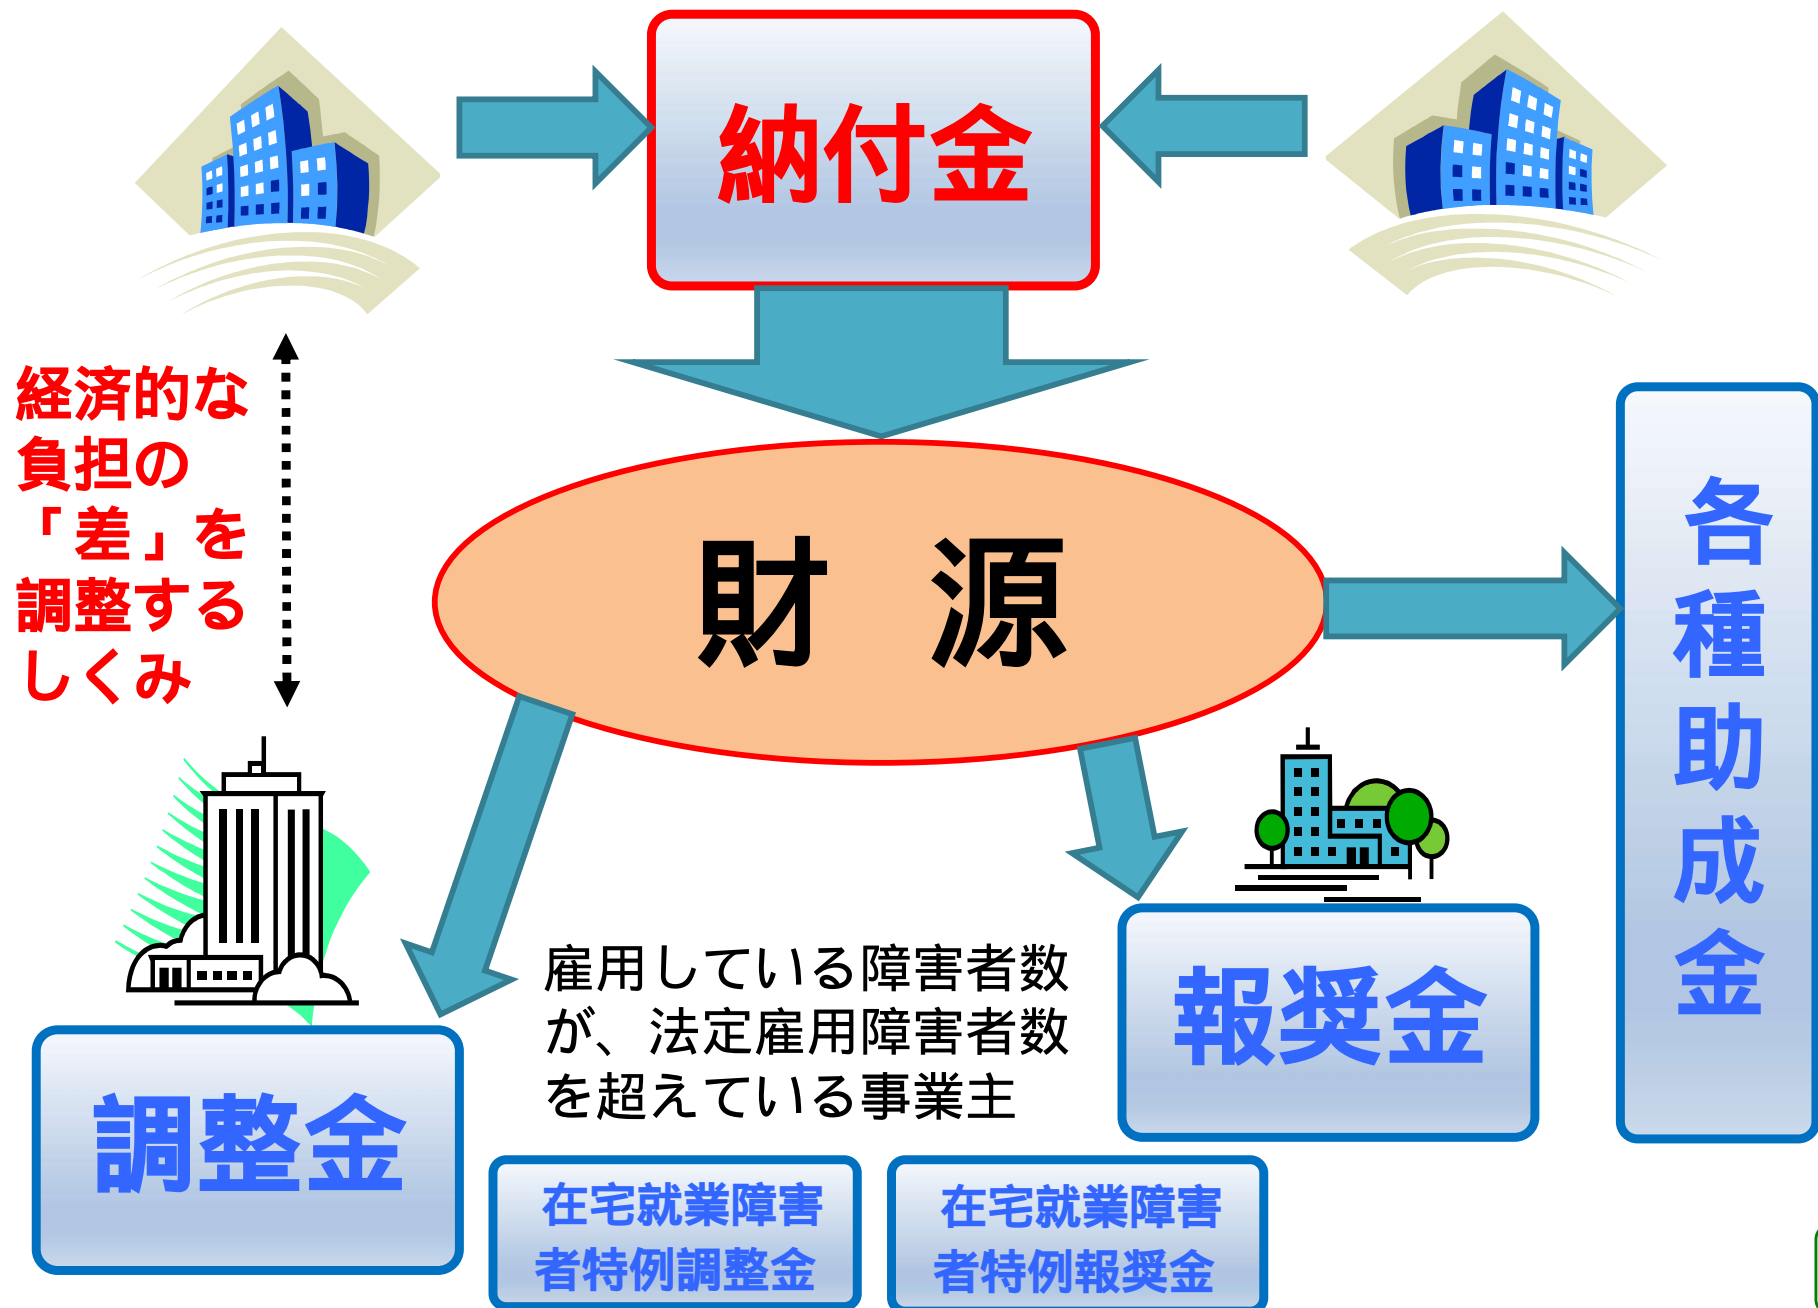 納付金
経済的な
負担の
「差」を
調整する
しくみ
財 源
各
種
助
成
金
雇用している障害者数
が、法定雇用障害者数
を超えている事業主
報奨金
調整金
在宅就業障害
者特例調整金
在宅就業障害
者特例報奨金